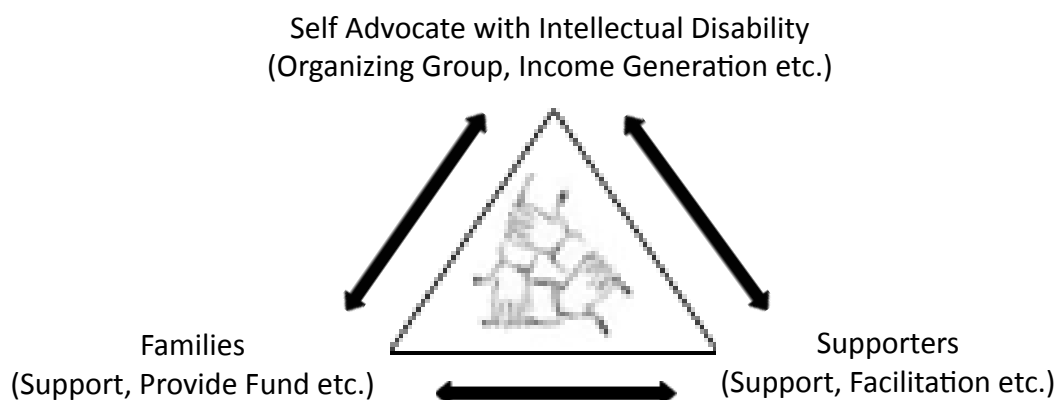 Self Advocate with Intellectual Disability
(Organizing Group, Income Generation etc.)
Families
(Support, Provide Fund etc.)
Supporters
(Support, Facilitation etc.)